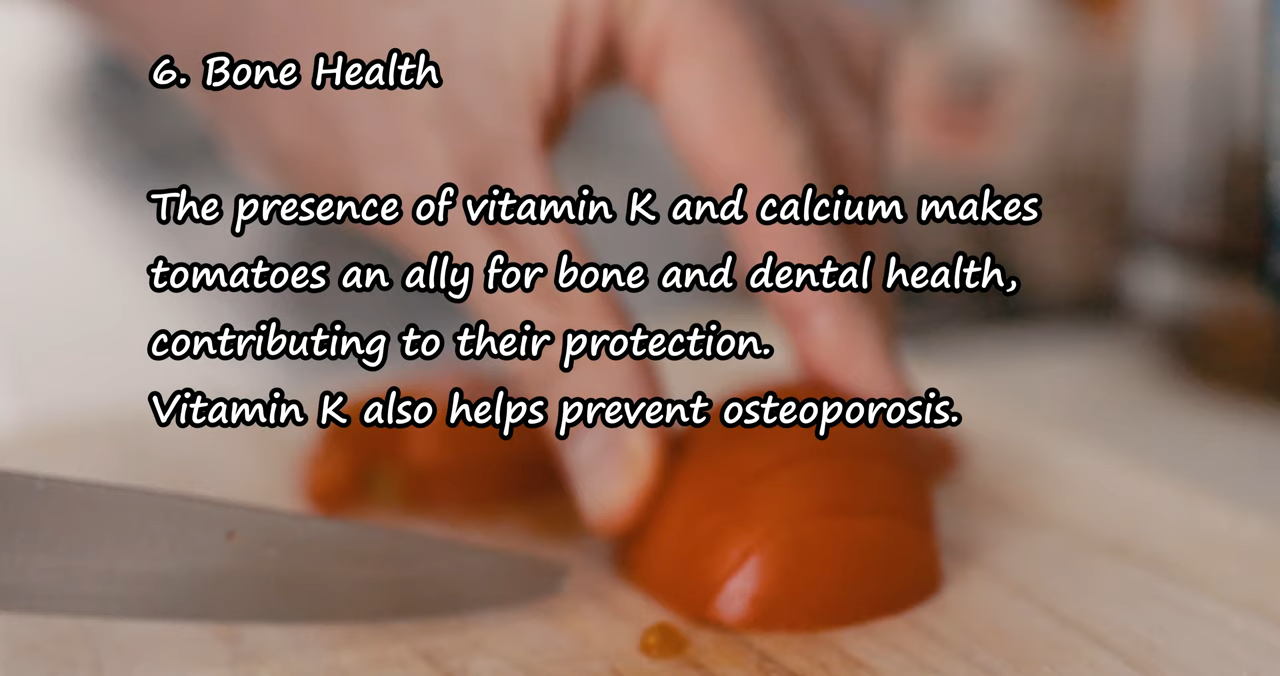 6. Bone Health
The presence of vitamin K and calcium makes
tomatoes an ally for bone and dental health,
contributing to their protection.
Vitamin K also helps prevent osteoporosis.